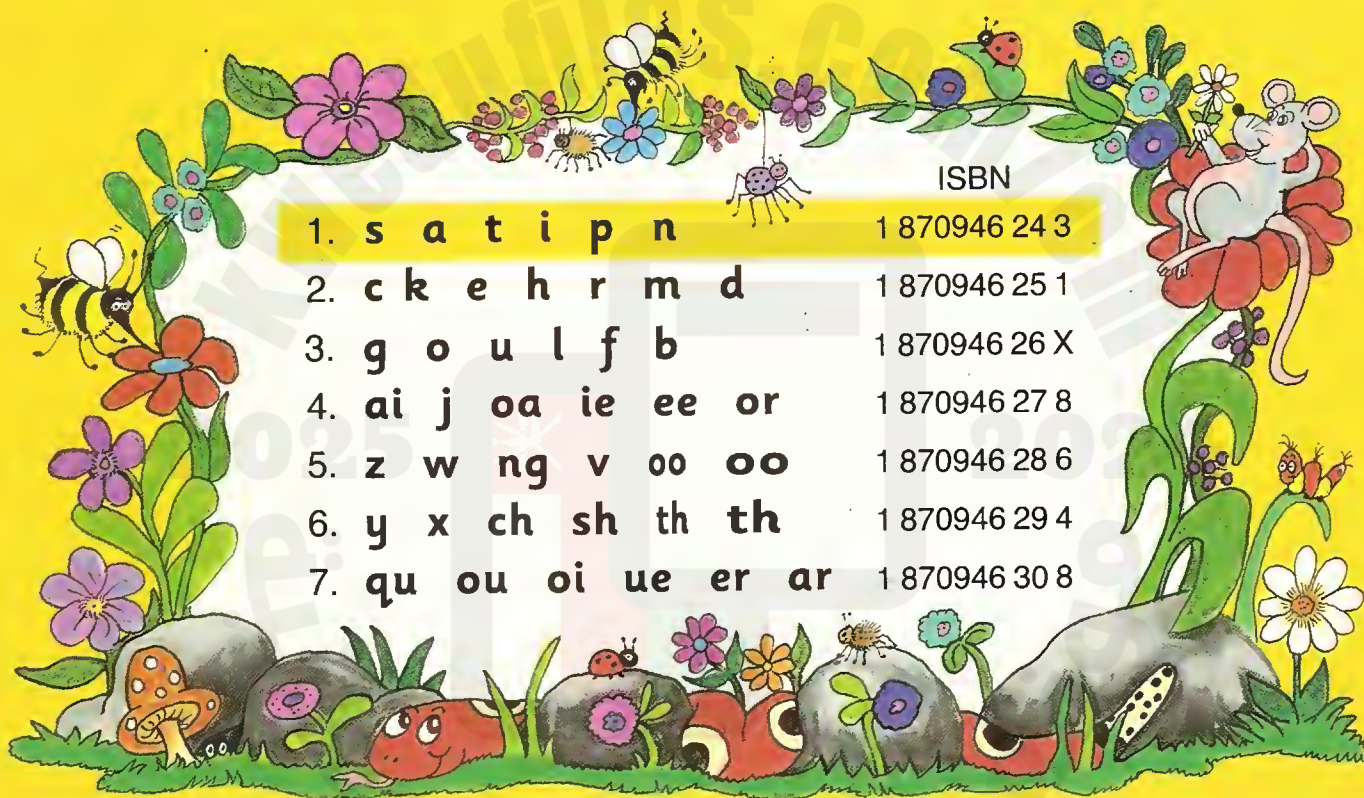 ISBN
1. s a t i p n 1 870946 24 3
2. c k e h r m d 1 870946 25 1
3. g o u l f b 1 870946 26 X
4. ai j oa ie ee or 1 870946 27 8
5. z w ng v oo oo 1 870946 28 6
6. y x ch sh th th 1 870946 29 4
7. qu ou oi ue er ar 1 870946 30 8